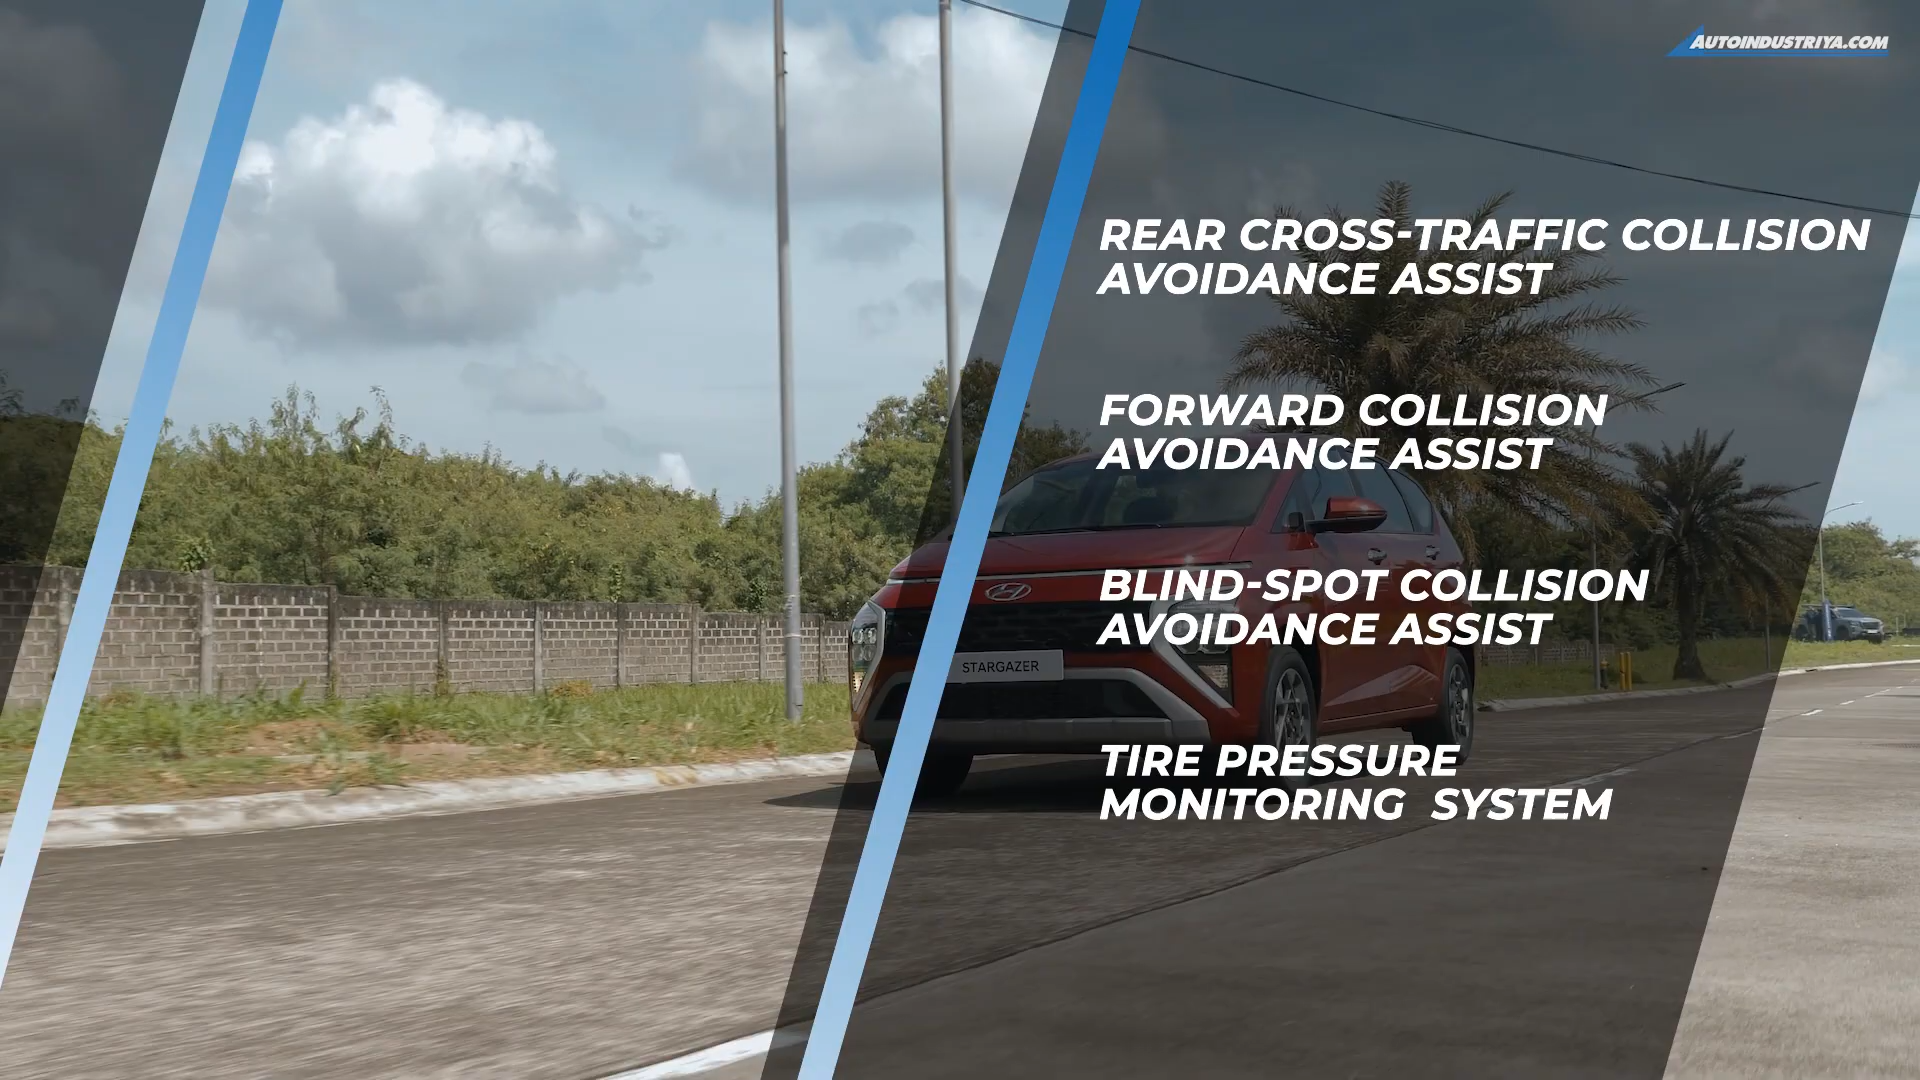 AUTOINDUSTRIYA.COM
REAR CROSS-TRAFFIC COLLISION
AVOIDANCE ASSIST
FORWARD COLLISION
AVOIDANCE ASSIST
BLIND-SPOT COLLISION
AVOIDANCE ASSIST
STARGAZER
TIRE PRESSURE
MONITORING SYSTEM